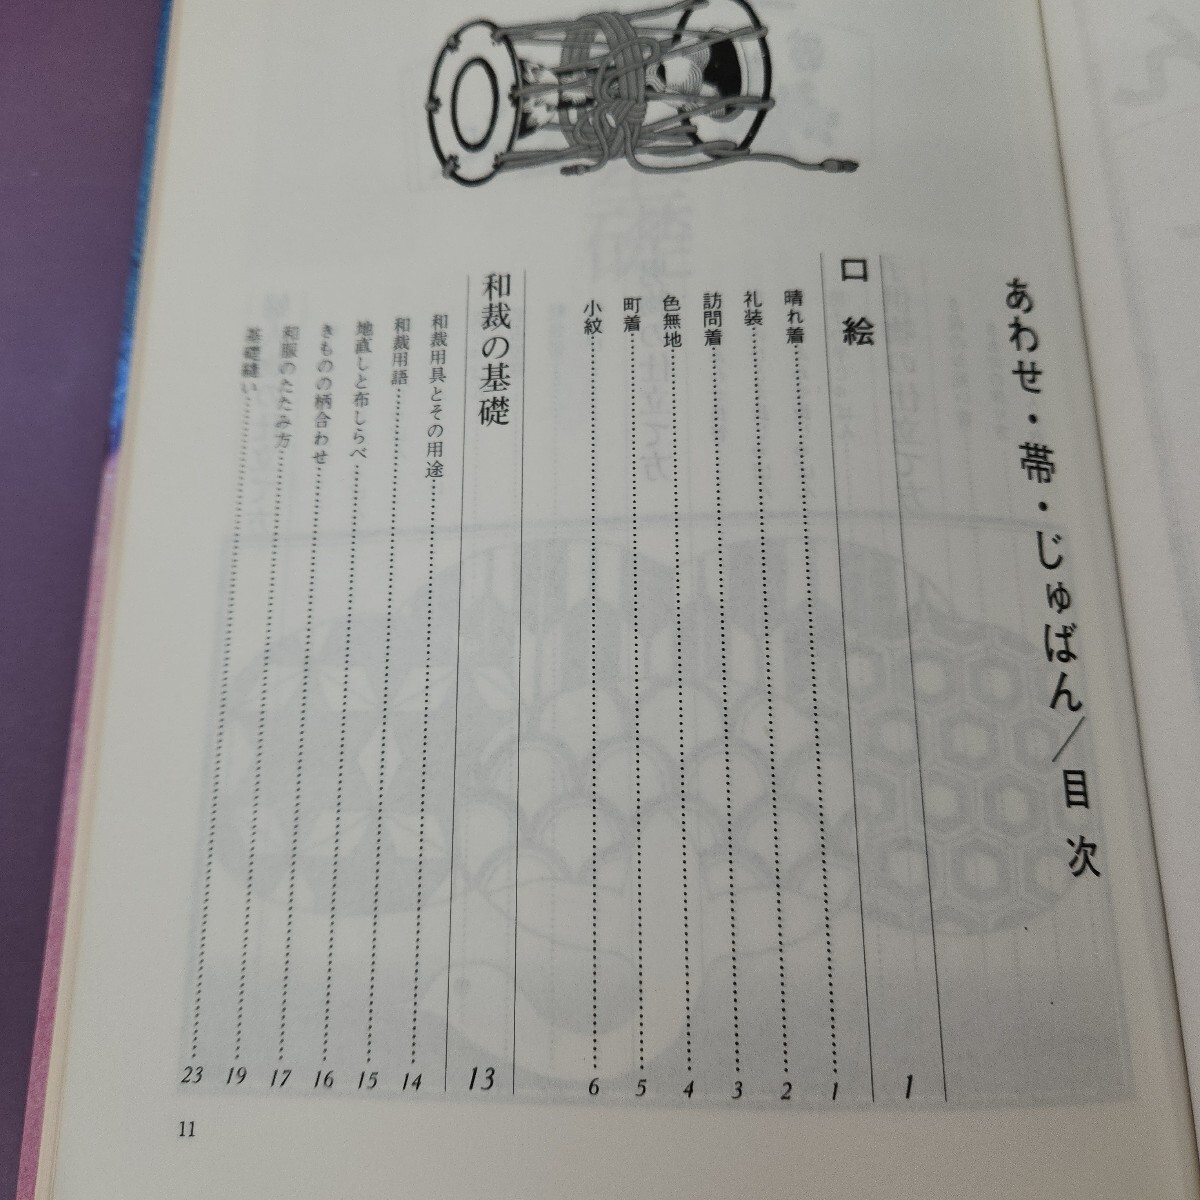 あわせ・帯・じゅばん/目次
口絵 1
晴れ着 1
礼装 2
訪問着 3
色無地 4
町着 5
小紋 6
和裁の基礎 13
和裁用具とその用途 14
和裁用語 15
地直しと布しらべ 16
きものの柄合わせ 17
和服のたたみ方 19
基礎縫い 23
11